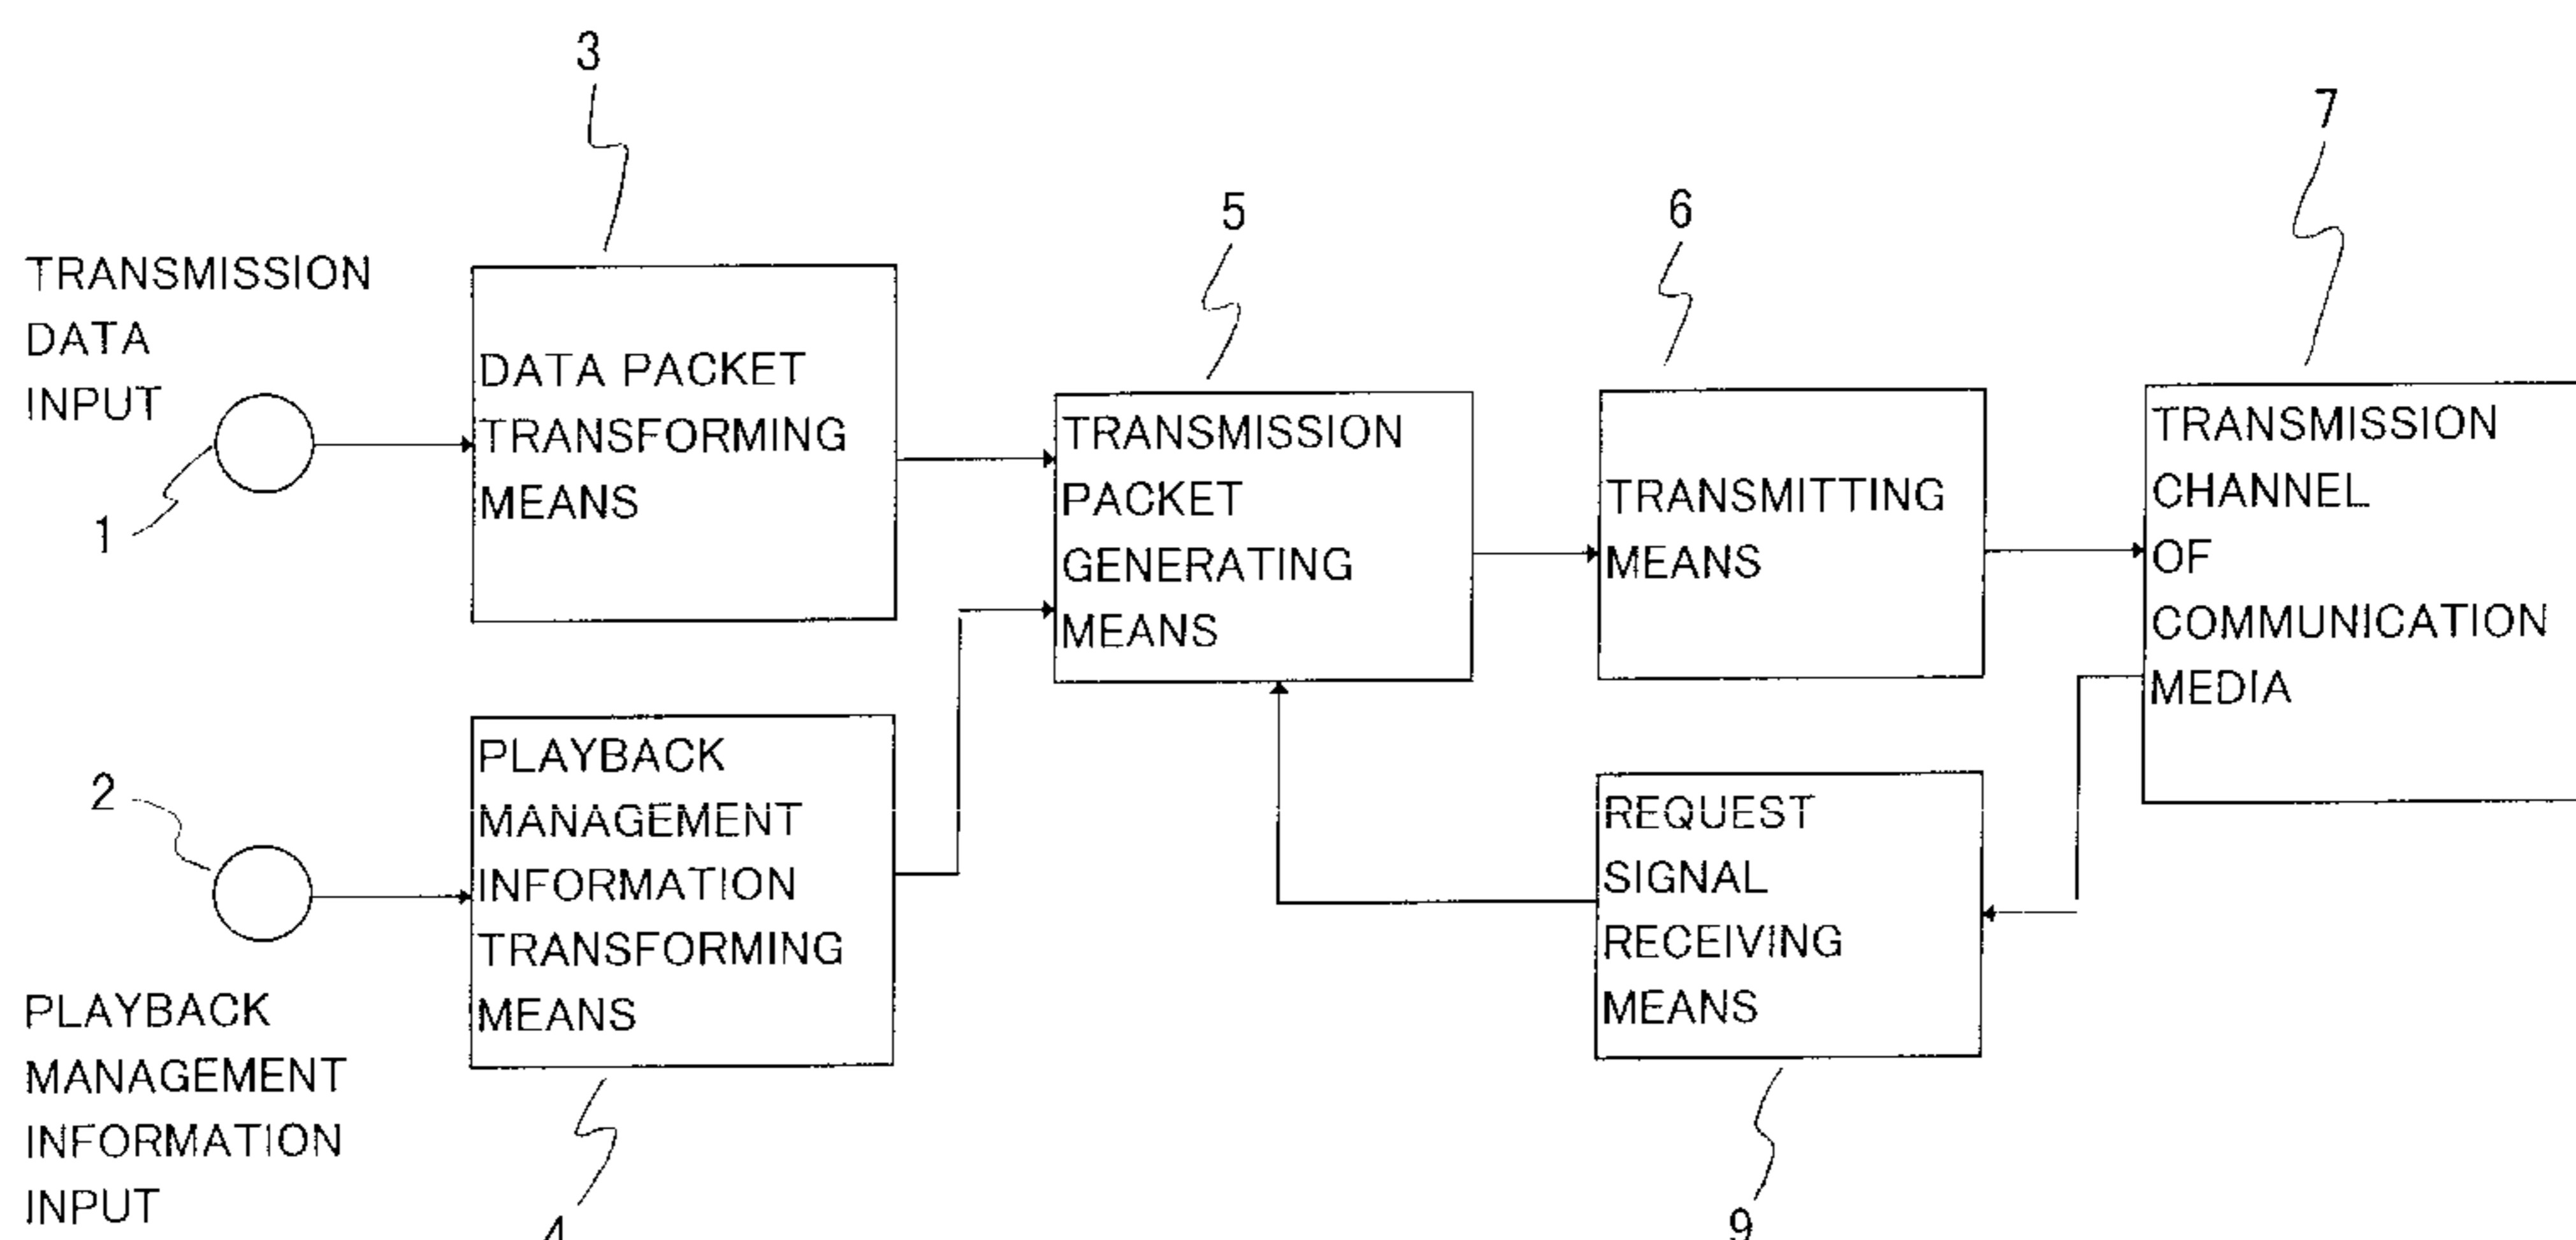 3
7
5
6
TRANSMISSION
DATA
INPUT
1
DATA PACKET
TRANSFORMING
MEANS
TRANSMISSION
PACKET
GENERATING
MEANS
TRANSMITTING
MEANS
TRANSMISSION
CHANNEL
OF
COMMUNICATION
MEDIA
2
PLAYBACK
MANAGEMENT
INFORMATION
TRANSFORMING
MEANS
REQUEST
SIGNAL
RECEIVING
MEANS
PLAYBACK
MANAGEMENT
INFORMATION
INPUT
4
9